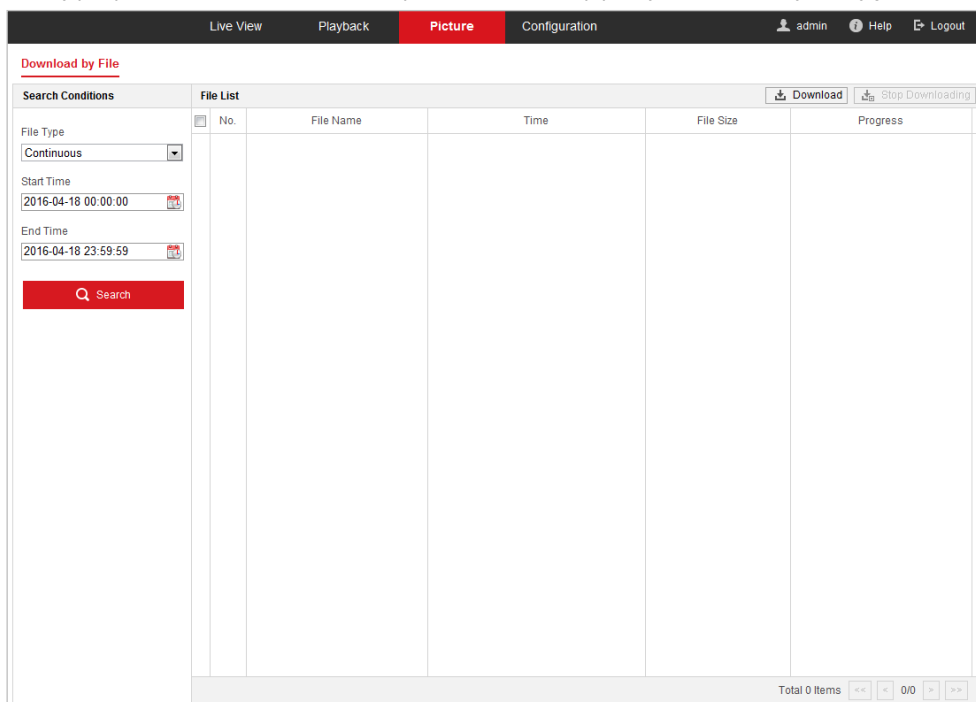 Live View Playback Picture Configuration admin Help Logout
Download by File
Search Conditions
File Type
Continuous
Start Time
2016-04-18 00:00:00
End Time
2016-04-18 23:59:59
Search
File List Download Stop Downloading
No. File Name Time File Size Progress
Total 0 Items << < 0/0 > >>